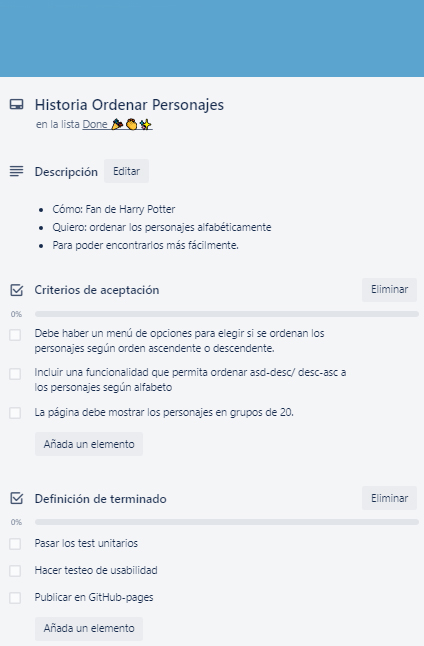 Historia Ordenar Personajes
en la lista Done 🎉👏✨
Descripción Editar
• Cómo: Fan de Harry Potter
• Quiero: ordenar los personajes alfabéticamente
• Para poder encontrarlos más fácilmente.
Criterios de aceptación Eliminar
0%
Debe haber un menú de opciones para elegir si se ordenan los
personajes según orden ascendente o descendente.
Incluir una funcionalidad que permita ordenar asd-desc/ desc-asc a
los personajes según alfabeto
La página debe mostrar los personajes en grupos de 20.
Añada un elemento
Definición de terminado Eliminar
0%
Pasar los test unitarios
Hacer testeo de usabilidad
Publicar en GitHub-pages
Añada un elemento